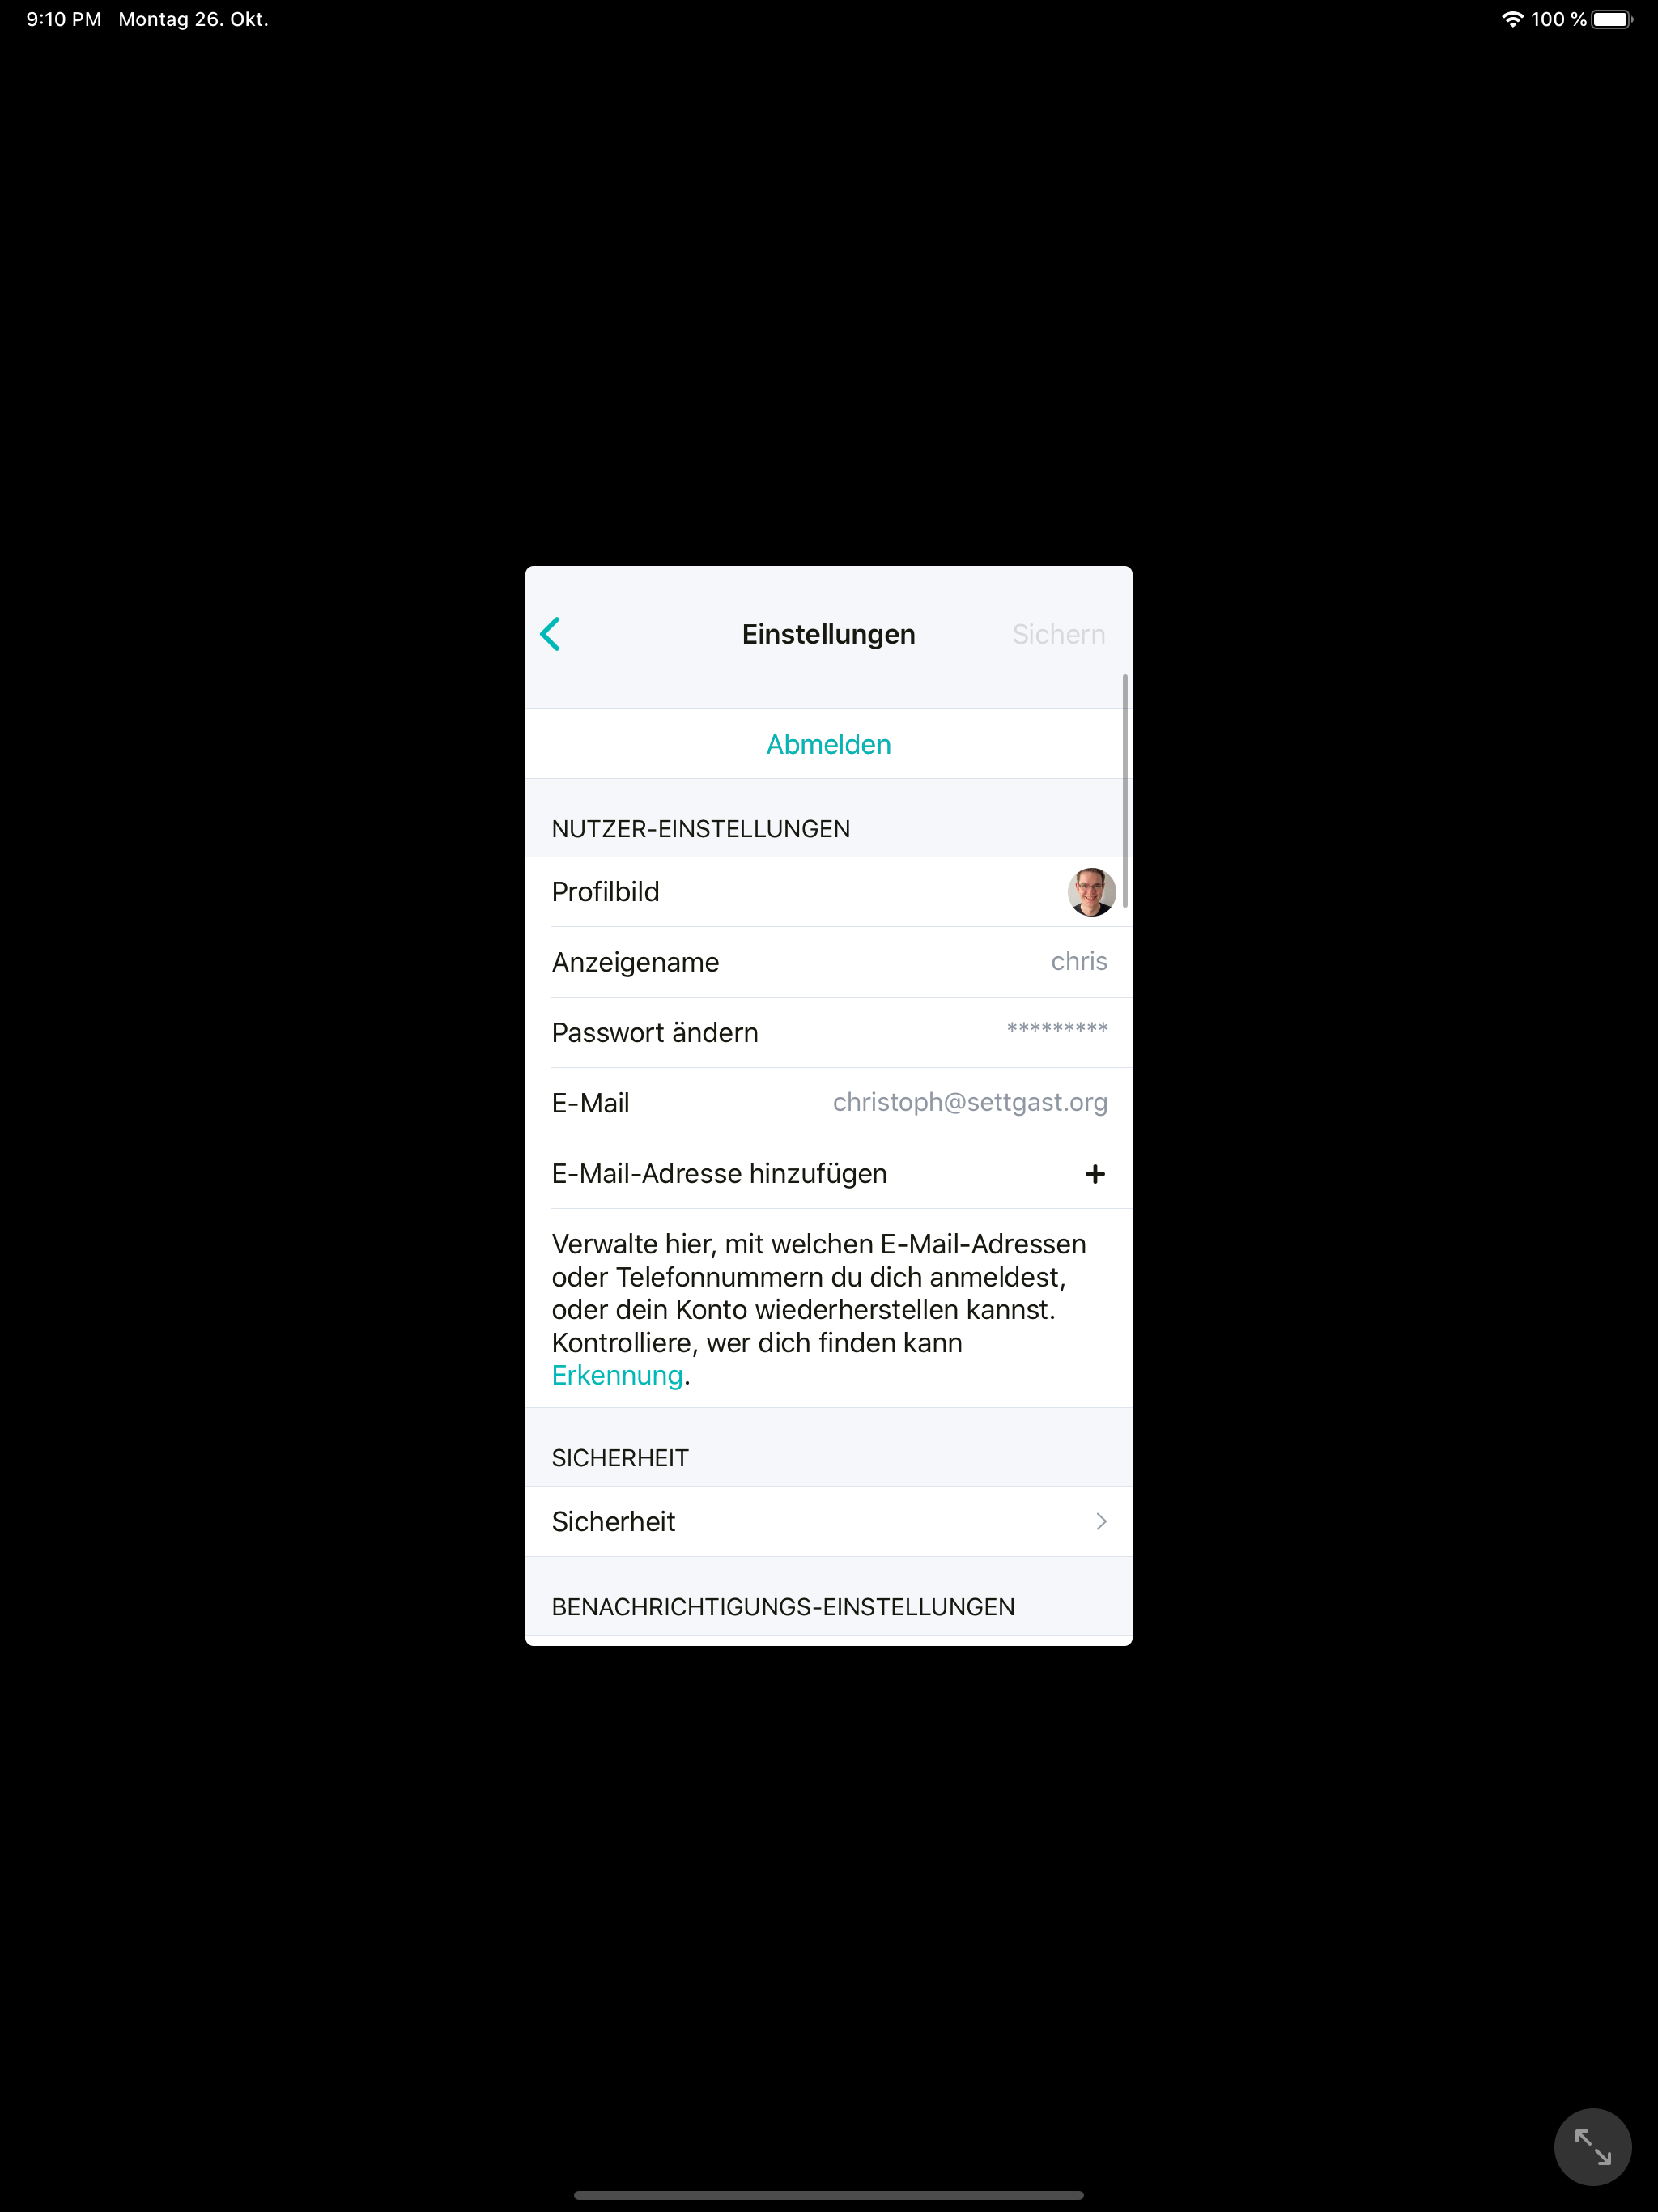 9:10 PM Montag 26. Okt. 100 %
Einstellungen Sichern
Abmelden
NUTZER-EINSTELLUNGEN
Profilbild
Anzeigename chris
Passwort ändern *********
E-Mail christoph@settgast.org
E-Mail-Adresse hinzufügen +
Verwalte hier, mit welchen E-Mail-Adressen
oder Telefonnummern du dich anmeldest,
oder dein Konto wiederherstellen kannst.
Kontrolliere, wer dich finden kann
Erkennung.
SICHERHEIT
Sicherheit
BENACHRICHTIGUNGS-EINSTELLUNGEN